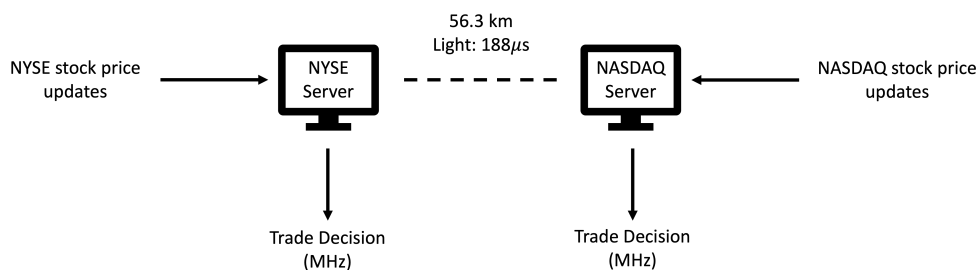 56.3 km
Light: 188μs
NYSE stock price
updates
NYSE
Server
NASDAQ
Server
NASDAQ stock price
updates
Trade Decision
(MHz)
Trade Decision
(MHz)